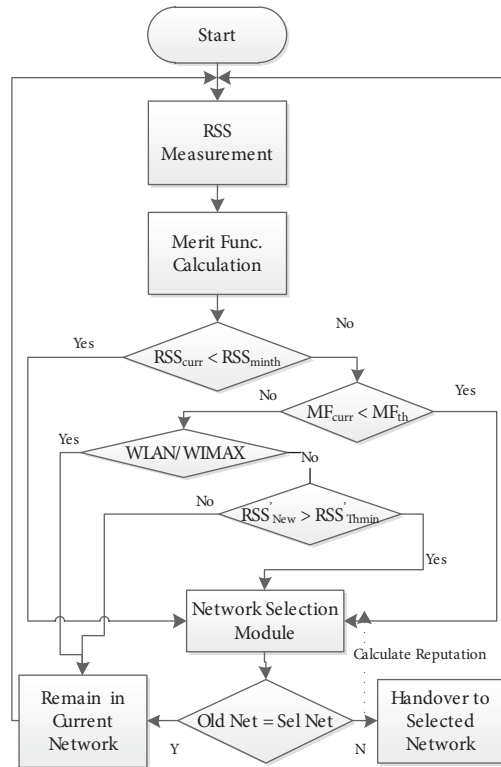 Start
RSS
Measurement
Merit Func.
Calculation
No
Yes
RSS_curr < RSS_minth
No
Yes
MF_curr < MF_th
Yes
WLAN/WIMAX
No
No
RSS'_New > RSS'_Thmin
Yes
Network Selection
Module
Calculate Reputation
Remain in
Current
Network
Old Net = Sel Net
Handover to
Selected
Network
Y
N